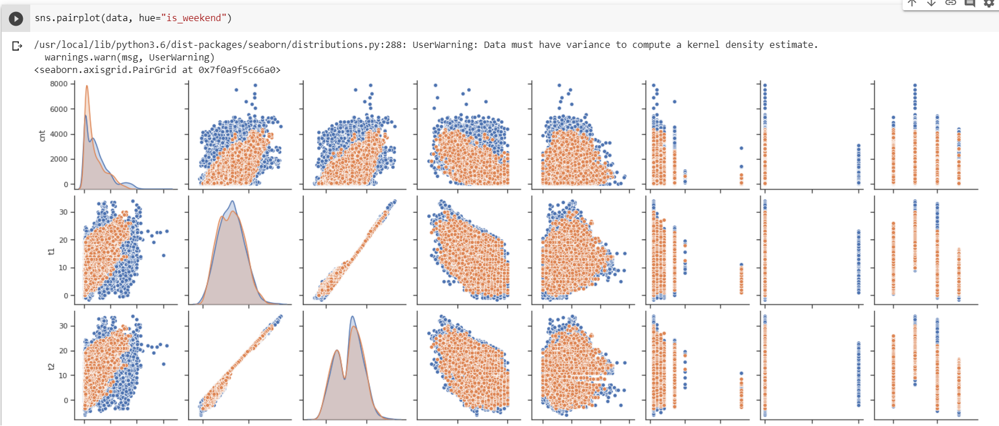 sns.pairplot(data, hue="is_weekend")
/usr/local/lib/python3.6/dist-packages/seaborn/distributions.py:288: UserWarning: Data must have variance to compute a kernel density estimate.
warnings.warn(msg, UserWarning)
<seaborn.axisgrid.PairGrid at 0x7f0a9f5c66a0>
8000
6000
4000
2000
0
cnt
30
20
10
0
t1
30
20
10
0
t2